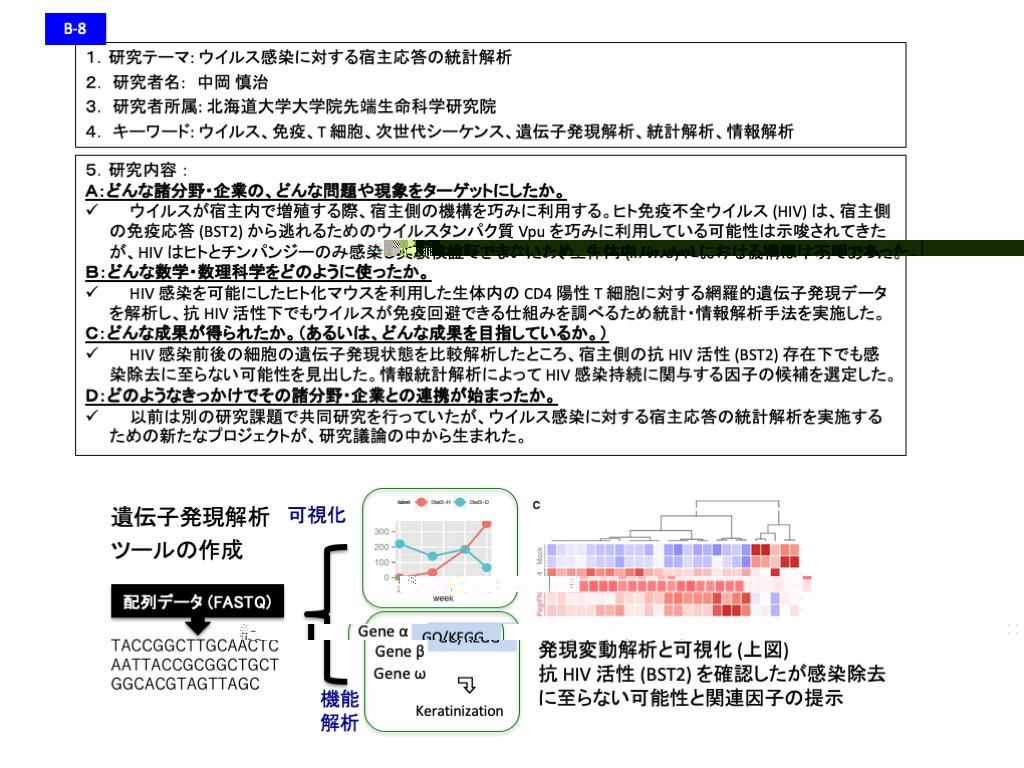 B-8
1. 研究テーマ: ウイルス感染に対する宿主応答の統計解析
2. 研究者名: 中岡 慎治
3. 研究者所属: 北海道大学大学院先端生命科学研究院
4. キーワード: ウイルス、免疫、T 細胞、次世代シーケンス、遺伝子発現解析、統計解析、情報解析
5. 研究内容:
A:どんな諸分野・企業の、どんな問題や現象をターゲットにしたか。
✓ ウイルスが宿主内で増殖する際、宿主側の機構を巧みに利用する。ヒト免疫不全ウイルス (HIV) は、宿主側
の免疫応答 (BST2) から逃れるためのウイルスタンパク質 Vpu を巧みに利用している可能性は示唆されてきた
が、HIV はヒトとチンパンジーのみ感染
B:どんな数学・数理科学をどのように使ったか。
✓ HIV 感染を可能にしたヒト化マウスを利用した生体内の CD4 陽性 T 細胞に対する網羅的遺伝子発現データ
を解析し、抗 HIV 活性下でもウイルスが免疫回避できる仕組みを調べるため統計・情報解析手法を実施した。
C:どんな成果が得られたか。(あるいは、どんな成果を目指しているか。)
✓ HIV 感染前後の細胞の遺伝子発現状態を比較解析したところ、宿主側の抗 HIV 活性 (BST2) 存在下でも感
染除去に至らない可能性を見出した。情報統計解析によって HIV 感染持続に関与する因子の候補を選定した。
D:どのようなきっかけでその諸分野・企業との連携が始まったか。
✓ 以前は別の研究課題で共同研究を行っていたが、ウイルス感染に対する宿主応答の統計解析を実施する
ための新たなプロジェクトが、研究議論の中から生まれた。
遺伝子発現解析
ツールの作成
配列データ (FASTQ)
TACCGGCTTGCAACTC
AATTACCGCGGCTGCT
GGCACGTAGTTAGC
可視化
機能
解析
label Stat3-H Stat3-D
300
200
100
0
week
Gene α
Gene β
Gene ω
Keratinization
C
Mock
PegIFN
発現変動解析と可視化 (上図)
抗 HIV 活性 (BST2) を確認したが感染除去
に至らない可能性と関連因子の提示